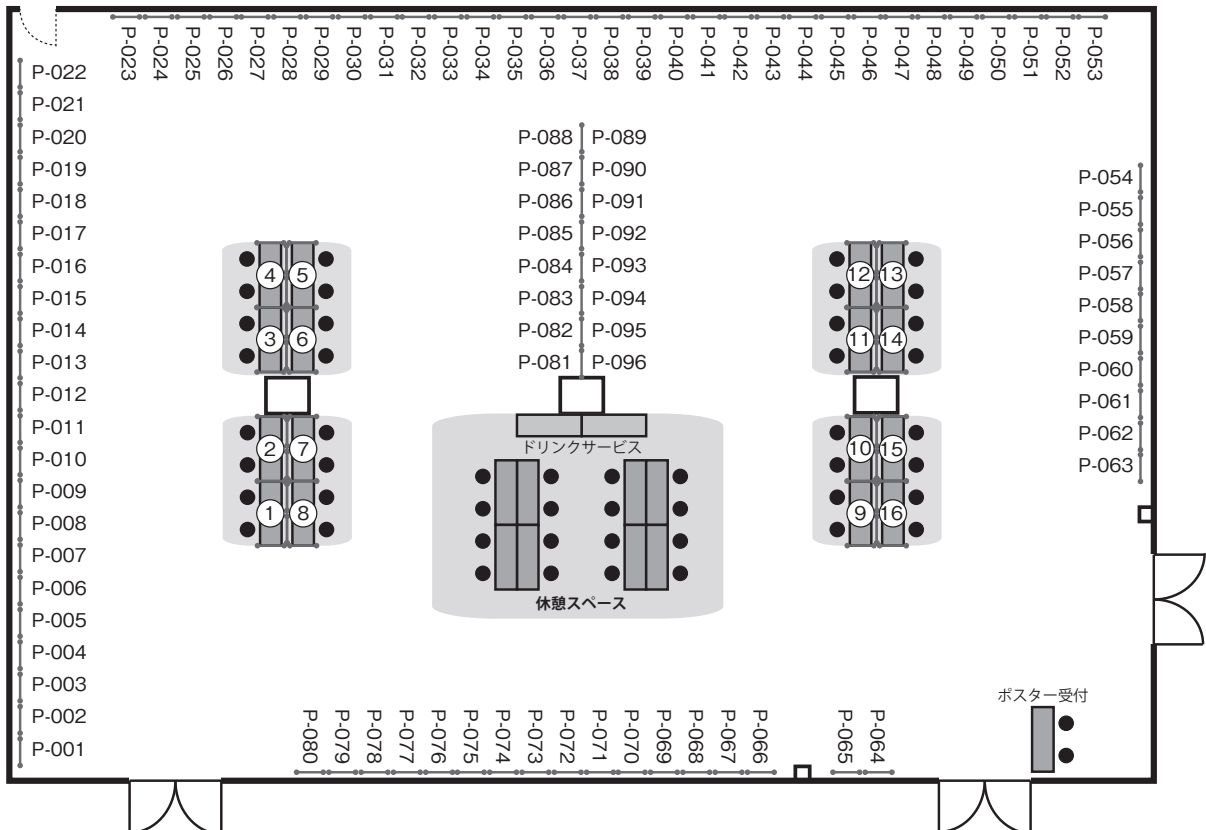 P-023
P-024
P-025
P-026
P-027
P-028
P-029
P-030
P-031
P-032
P-033
P-034
P-035
P-036
P-037
P-038
P-039
P-040
P-041
P-042
P-043
P-044
P-045
P-046
P-047
P-048
P-049
P-050
P-051
P-052
P-053
P-022
P-021
P-020
P-019
P-018
P-017
P-016
P-015
P-014
P-013
P-012
P-011
P-010
P-009
P-008
P-007
P-006
P-005
P-004
P-003
P-002
P-001
4 5
3 6
2 7
1 8
P-088 P-089
P-087 P-090
P-086 P-091
P-085 P-092
P-084 P-093
P-083 P-094
P-082 P-095
P-081 P-096
ドリンクサービス
休憩スペース
12 13
11 14
10 15
9 16
P-054
P-055
P-056
P-057
P-058
P-059
P-060
P-061
P-062
P-063
P-080
P-079
P-078
P-077
P-076
P-075
P-074
P-073
P-072
P-071
P-070
P-069
P-068
P-067
P-066
P-065
P-064
ポスター受付